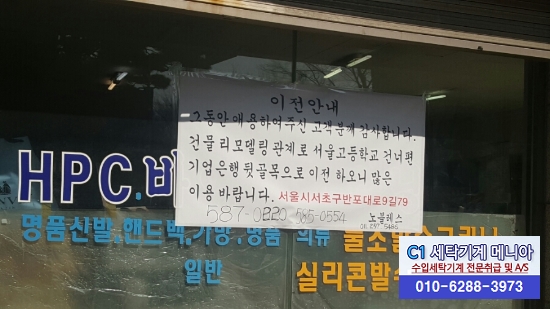 이전안내
그동안 애용하여주신 고객 분께 감사합니다.
건물 리모델링 관계로 서울고등학교 건너편
기업은행 뒷골목으로 이전 하오니 많은
이용 바랍니다. 서울시서초구반포대로9길79
587-0220 585-0554 노블레스
HPC.
명품신발.핸드백.가방.명품 의류
일반 실리콘발수
C1 세탁기계 매니아
수입세탁기계 전문취급 및 A/S
010-6288-3973